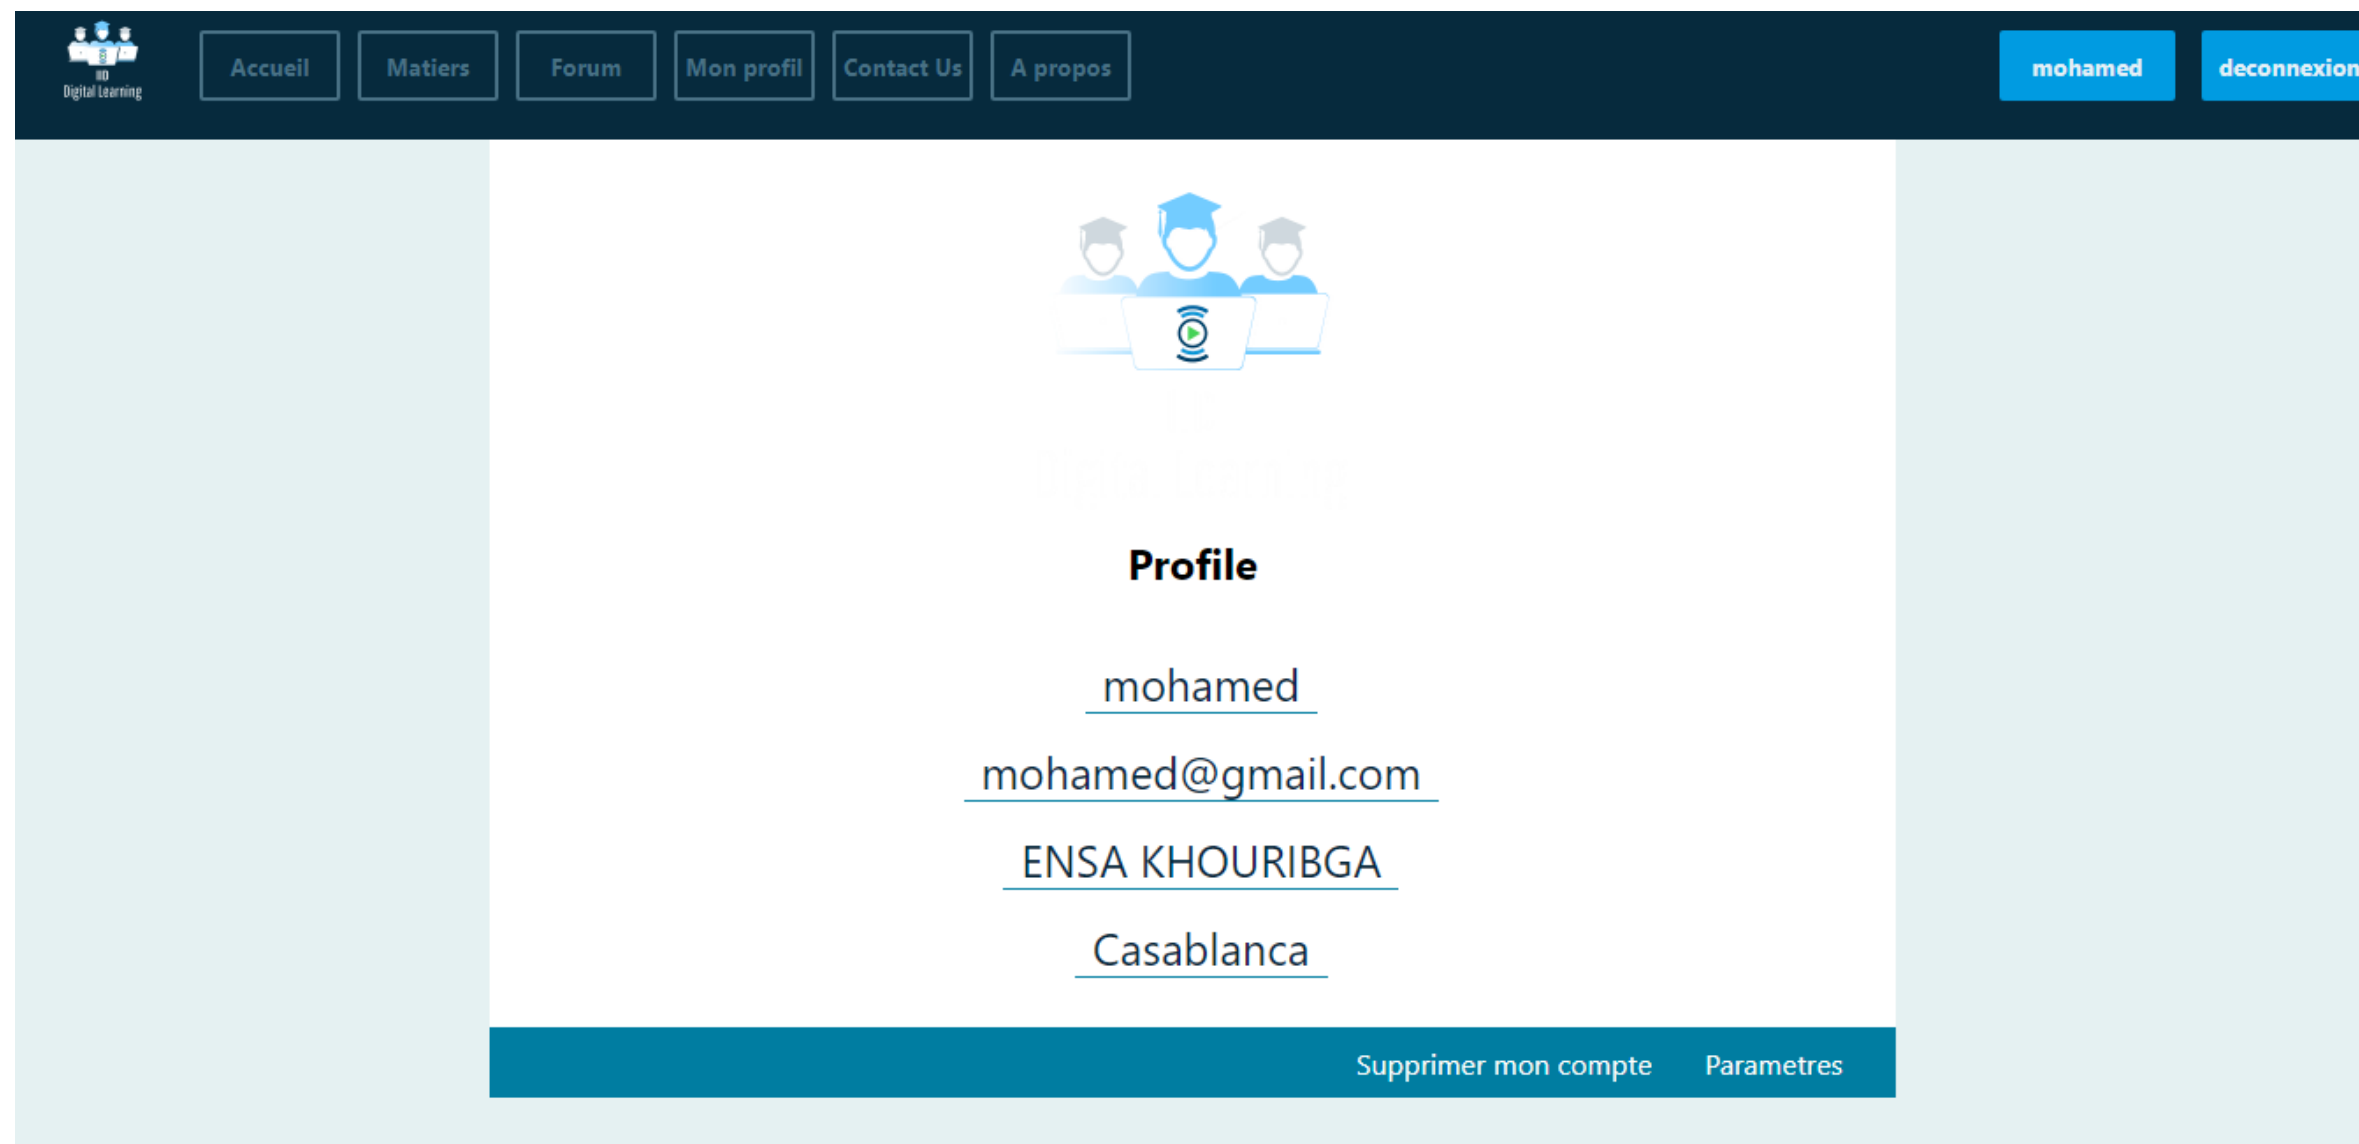 IID
Digital Learning
Accueil
Matiers
Forum
Mon profil
Contact Us
A propos
mohamed
deconnexion
Profile
mohamed
mohamed@gmail.com
ENSA KHOURIBGA
Casablanca
Supprimer mon compte
Parametres